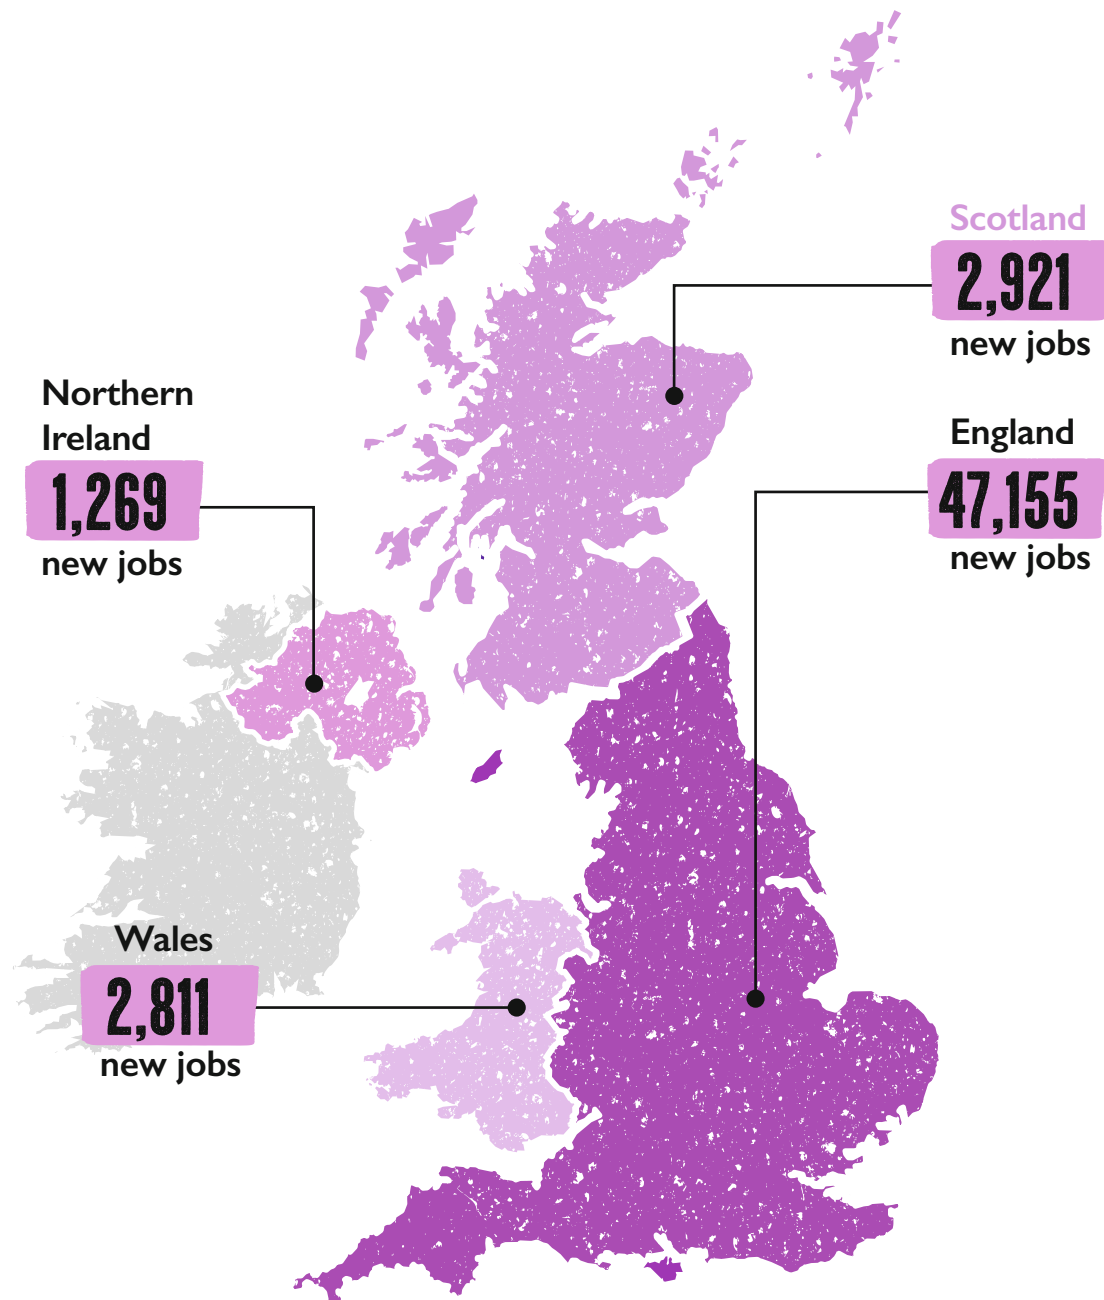 Scotland
2,921
new jobs
Northern
Ireland
1,269
new jobs
England
47,155
new jobs
Wales
2,811
new jobs